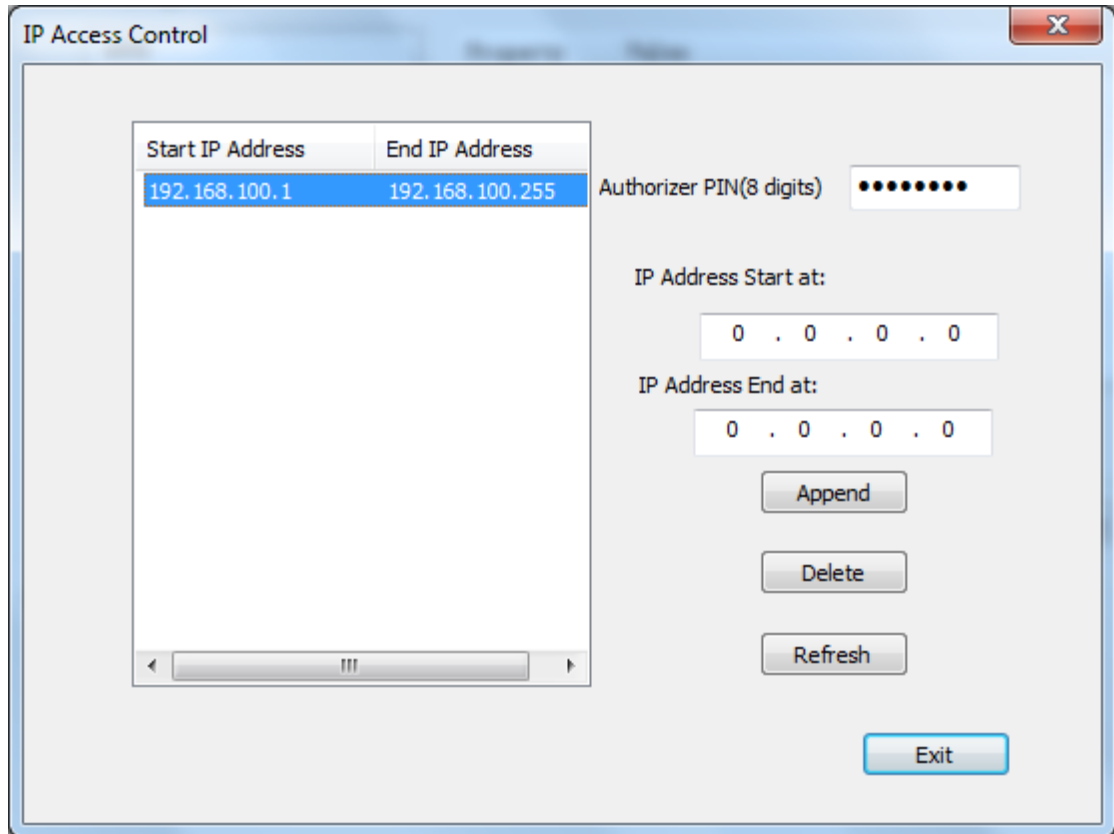 IP Access Control
Start IP Address End IP Address
192.168.100.1 192.168.100.255
Authorizer PIN(8 digits) ••••••••
IP Address Start at:
0 . 0 . 0 . 0
IP Address End at:
0 . 0 . 0 . 0
Append
Delete
Refresh
Exit